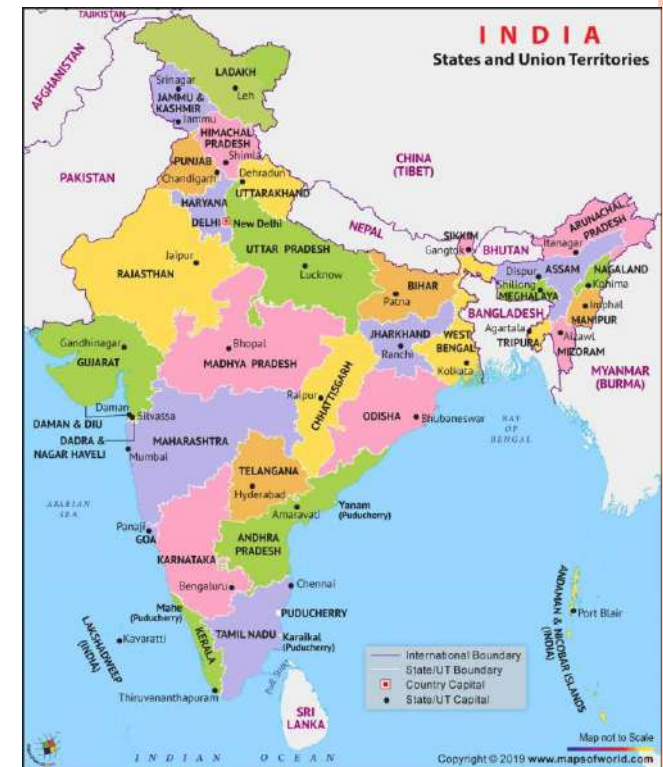 INDIA
States and Union Territories
TAJIKISTAN
AFGHANISTAN
PAKISTAN
CHINA
(TIBET)
NEPAL
BHUTAN
BANGLADESH
MYANMAR
(BURMA)
SRI
LANKA
LADAKH
Leh
Srinagar
JAMMU &
KASHMIR
Jammu
HIMACHAL
PRADESH
Shimla
PUNJAB
Chandigarh
Dehradun
UTTARAKHAND
HARYANA
DELHI
New Delhi
Jaipur
RAJASTHAN
UTTAR PRADESH
Lucknow
BIHAR
Patna
SIKKIM
Gangtok
ARUNACHAL
PRADESH
Itanagar
Dispur
ASSAM
NAGALAND
Kohima
Shillong
MEGHALAYA
Imphal
MANIPUR
Agartala
TRIPURA
Aizawl
MIZORAM
Gandhinagar
GUJARAT
Bhopal
MADHYA PRADESH
JHARKHAND
Ranchi
WEST
BENGAL
Kolkata
Raipur
CHHATTISGARH
ODISHA
Bhubaneswar
BAY
OF
BENGAL
Daman
Silvassa
DAMAN & DIU
DADRA &
NAGAR HAVELI
MAHARASHTRA
Mumbai
TELANGANA
Hyderabad
Amaravati
Yanam
(Puducherry)
ARABIAN
SEA
Panaji
GOA
KARNATAKA
ANDHRA
PRADESH
Bengaluru
Chennai
Mahe
(Puducherry)
PUDUCHERRY
LAKSHADWEEP
(INDIA)
Kavaratti
KERALA
TAMIL NADU
Karaikal
(Puducherry)
Thiruvananthapuram
ANDAMAN & NICOBAR ISLANDS
(INDIA)
Port Blair
International Boundary
State/UT Boundary
Country Capital
State/UT Capital
INDIAN OCEAN
Map not to Scale
Copyright © 2019 www.mapsofworld.com